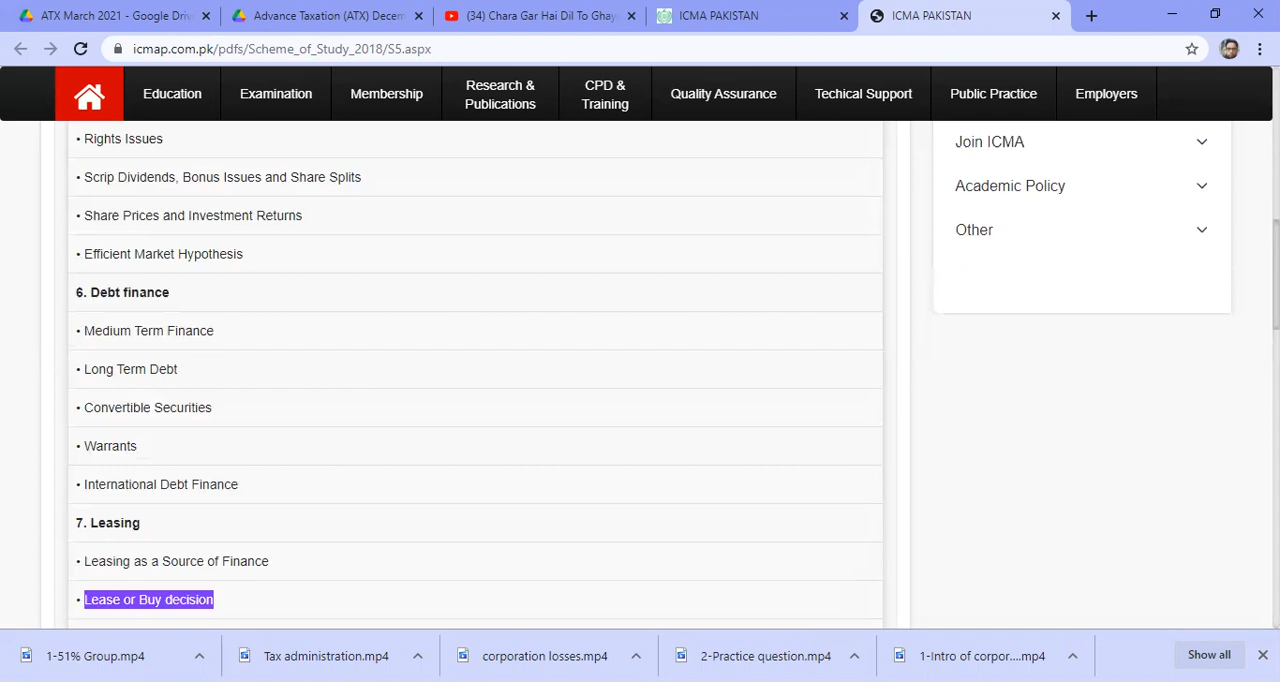 ATX March 2021 - Google Driv
Advance Taxation (ATX) Decem
(34) Chara Gar Hai Dil To Ghay
ICMA PAKISTAN
ICMA PAKISTAN
icmap.com.pk/pdfs/Scheme_of_Study_2018/S5.aspx
Education
Examination
Membership
Research &
Publications
CPD &
Training
Quality Assurance
Techical Support
Public Practice
Employers
• Rights Issues
• Scrip Dividends, Bonus Issues and Share Splits
• Share Prices and Investment Returns
• Efficient Market Hypothesis
6. Debt finance
• Medium Term Finance
• Long Term Debt
• Convertible Securities
• Warrants
• International Debt Finance
7. Leasing
• Leasing as a Source of Finance
• Lease or Buy decision
Join ICMA
Academic Policy
Other
1-51% Group.mp4
Tax administration.mp4
corporation losses.mp4
2-Practice question.mp4
1-Intro of corpor....mp4
Show all